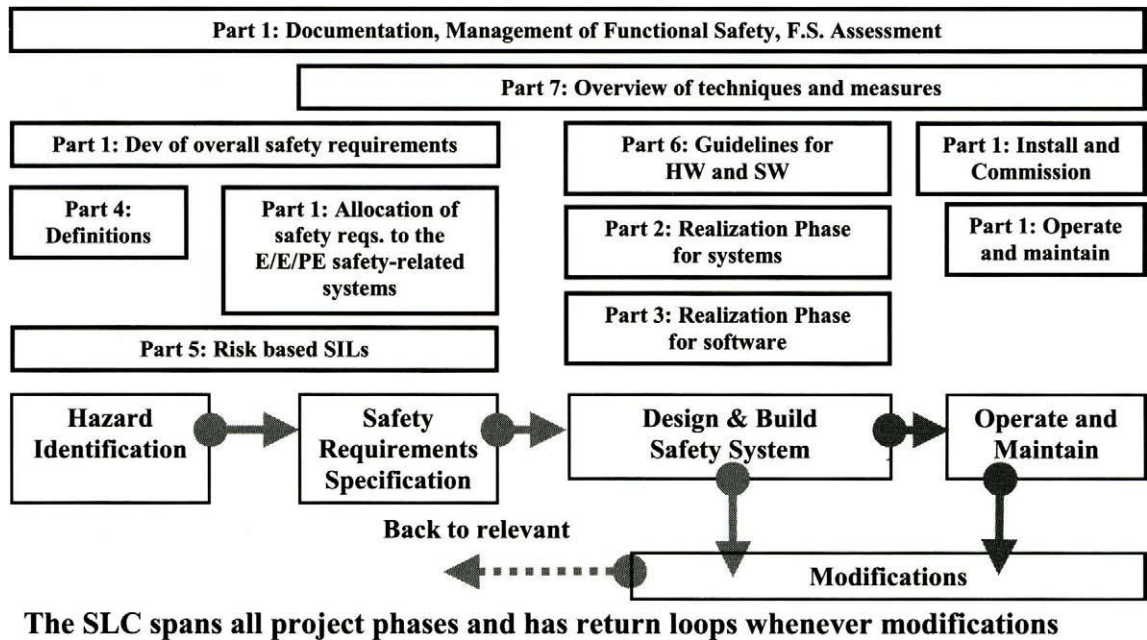 Part 1: Documentation, Management of Functional Safety, F.S. Assessment
Part 7: Overview of techniques and measures
Part 1: Dev of overall safety requirements
Part 6: Guidelines for
HW and SW
Part 1: Install and
Commission
Part 4:
Definitions
Part 1: Allocation of
safety reqs. to the
E/E/PE safety-related
systems
Part 2: Realization Phase
for systems
Part 1: Operate
and maintain
Part 3: Realization Phase
for software
Part 5: Risk based SILs
Hazard
Identification
Safety
Requirements
Specification
Design & Build
Safety System
Operate and
Maintain
Back to relevant
Modifications
The SLC spans all project phases and has return loops whenever modifications